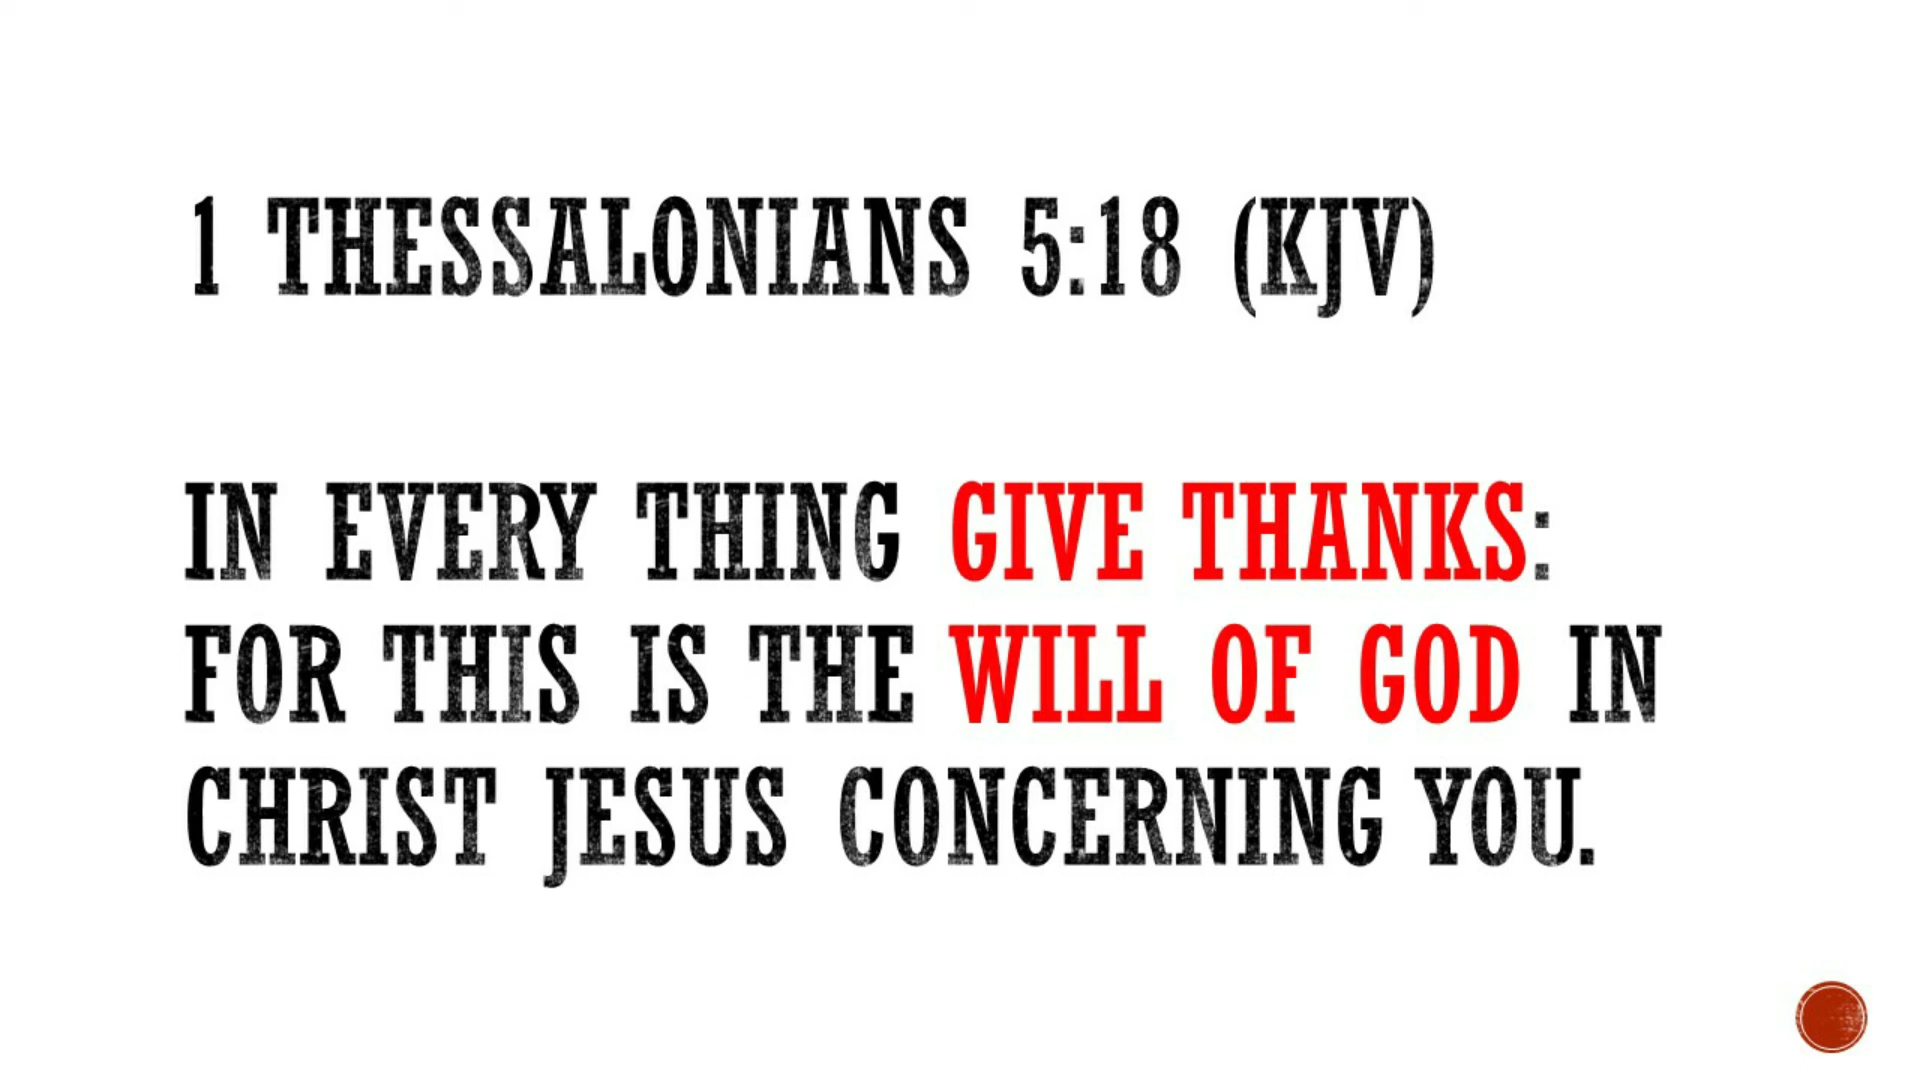 1 THESSALONIANS 5:18 (KJV)
IN EVERY THING GIVE THANKS:
FOR THIS IS THE WILL OF GOD IN
CHRIST JESUS CONCERNING YOU.